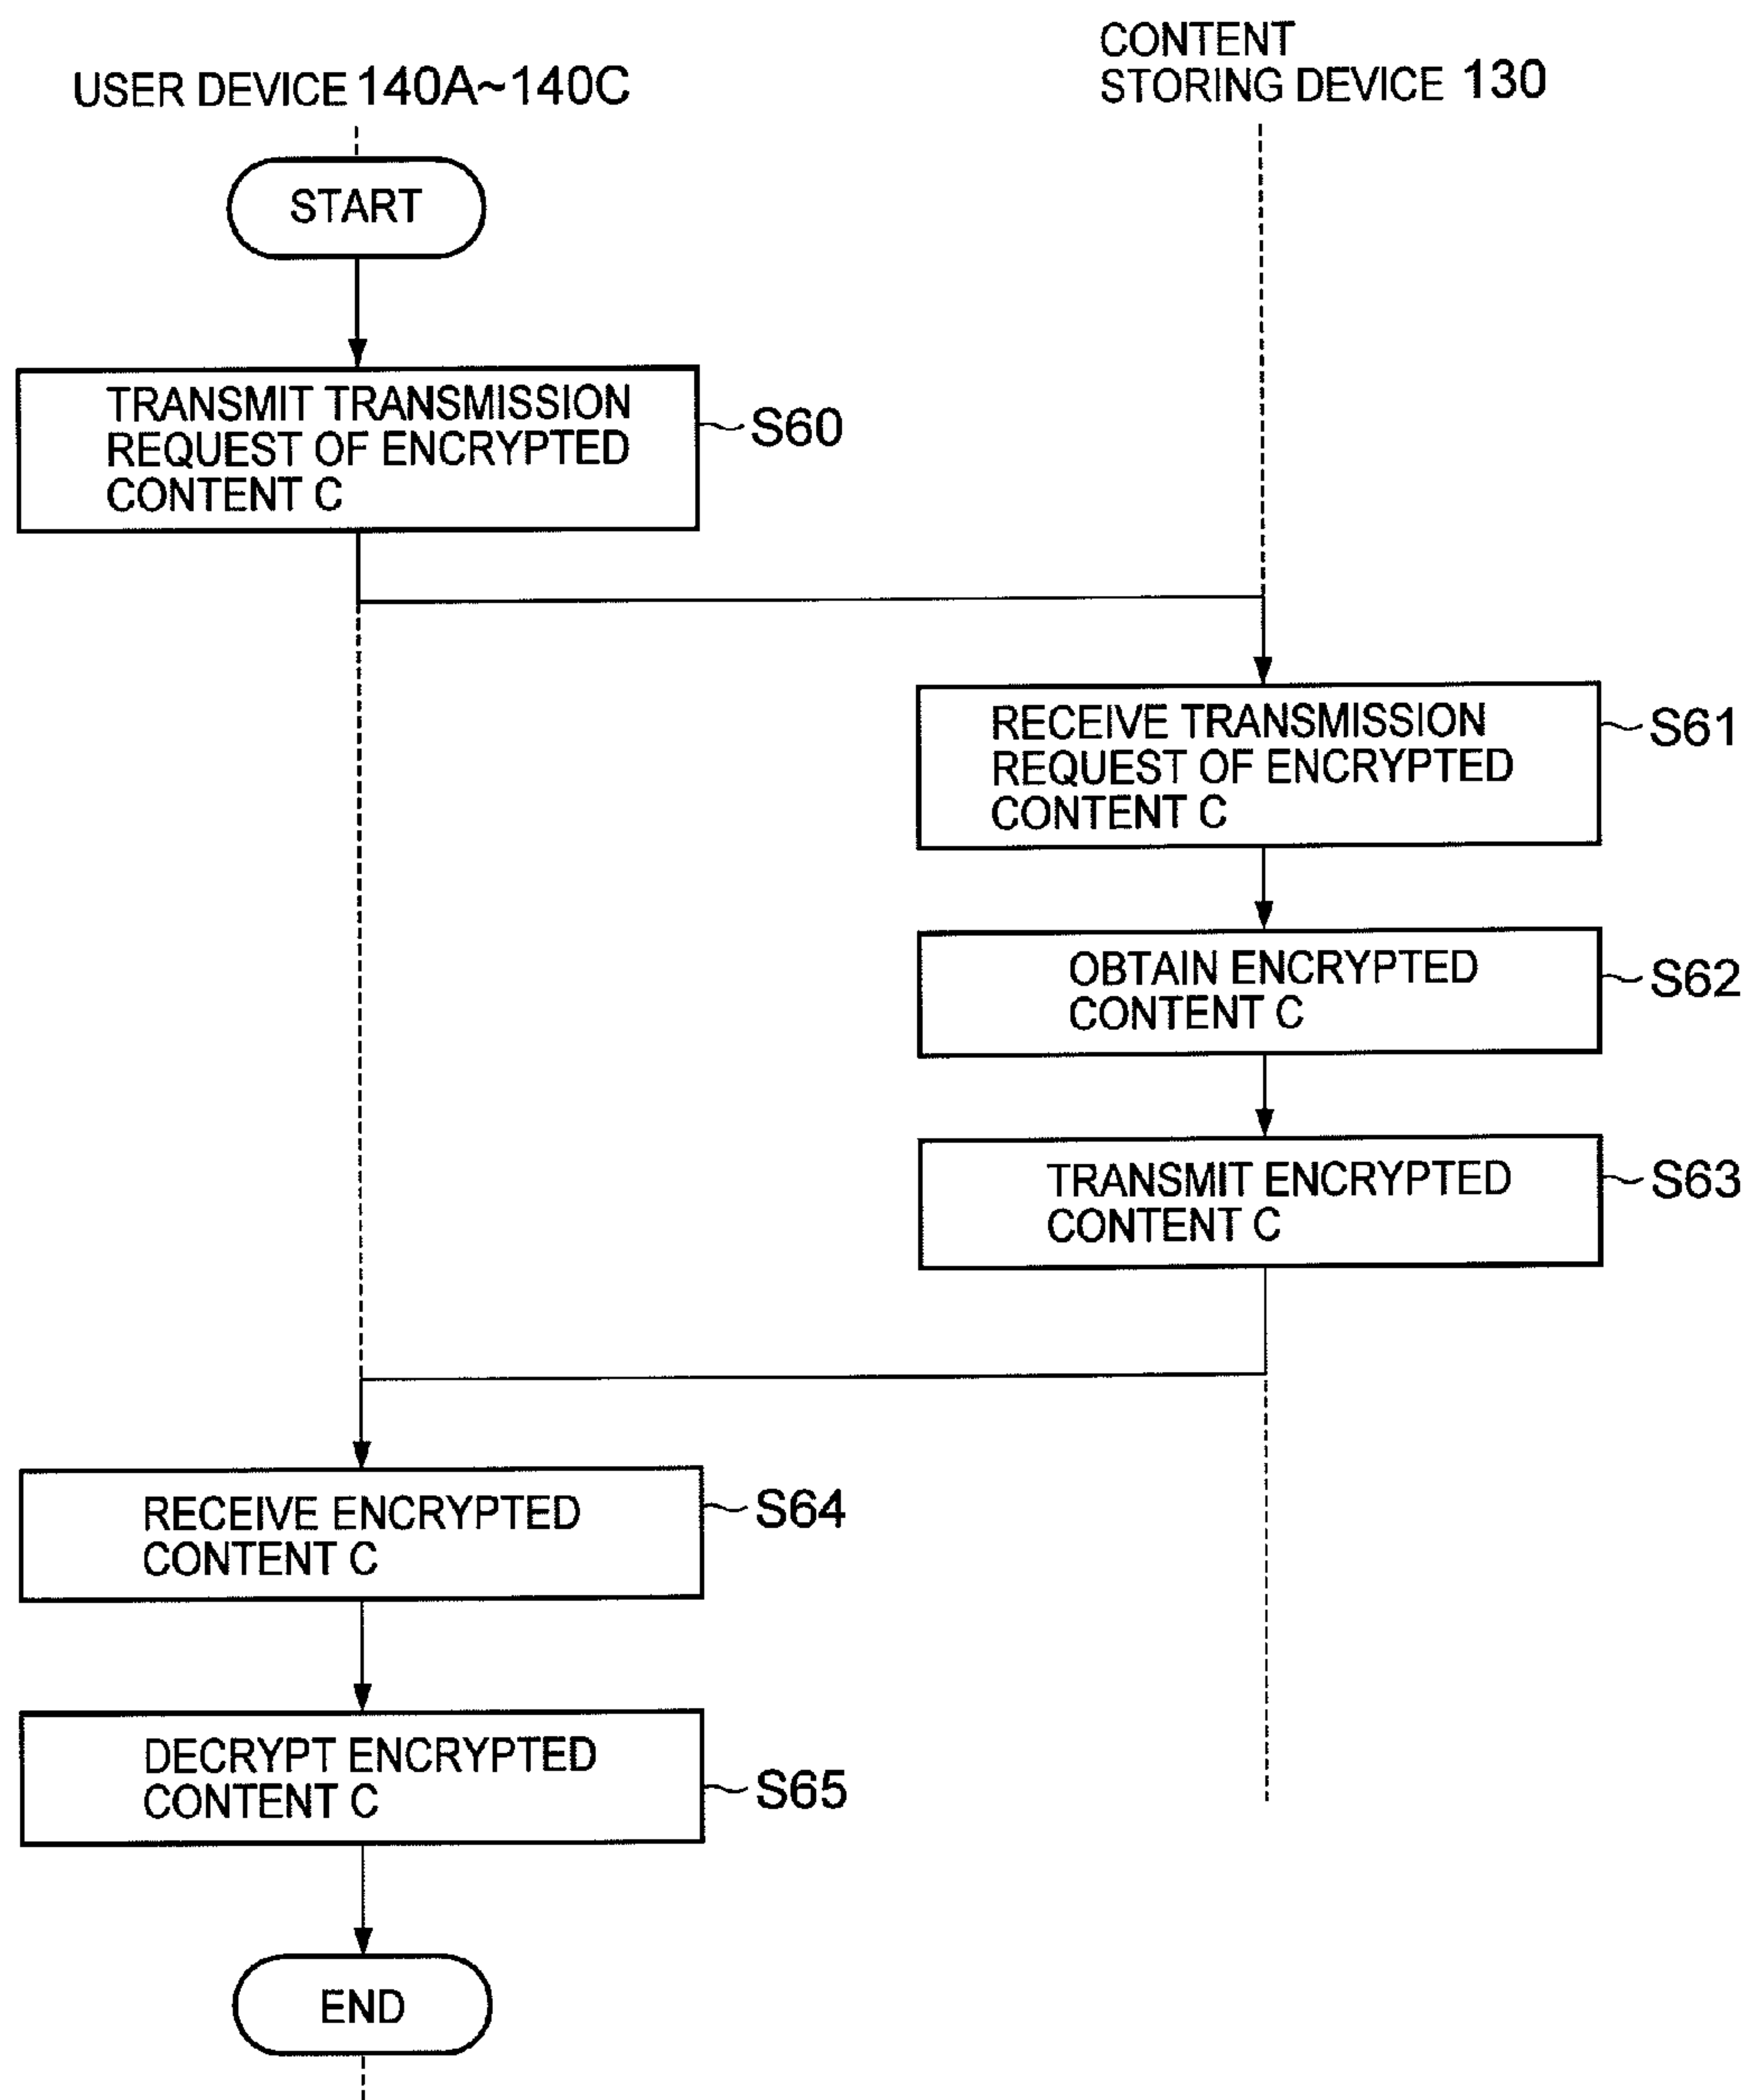 USER DEVICE 140A~140C
CONTENT
STORING DEVICE 130
START
TRANSMIT TRANSMISSION
REQUEST OF ENCRYPTED
CONTENT C
S60
RECEIVE TRANSMISSION
REQUEST OF ENCRYPTED
CONTENT C
S61
OBTAIN ENCRYPTED
CONTENT C
S62
TRANSMIT ENCRYPTED
CONTENT C
S63
RECEIVE ENCRYPTED
CONTENT C
S64
DECRYPT ENCRYPTED
CONTENT C
S65
END